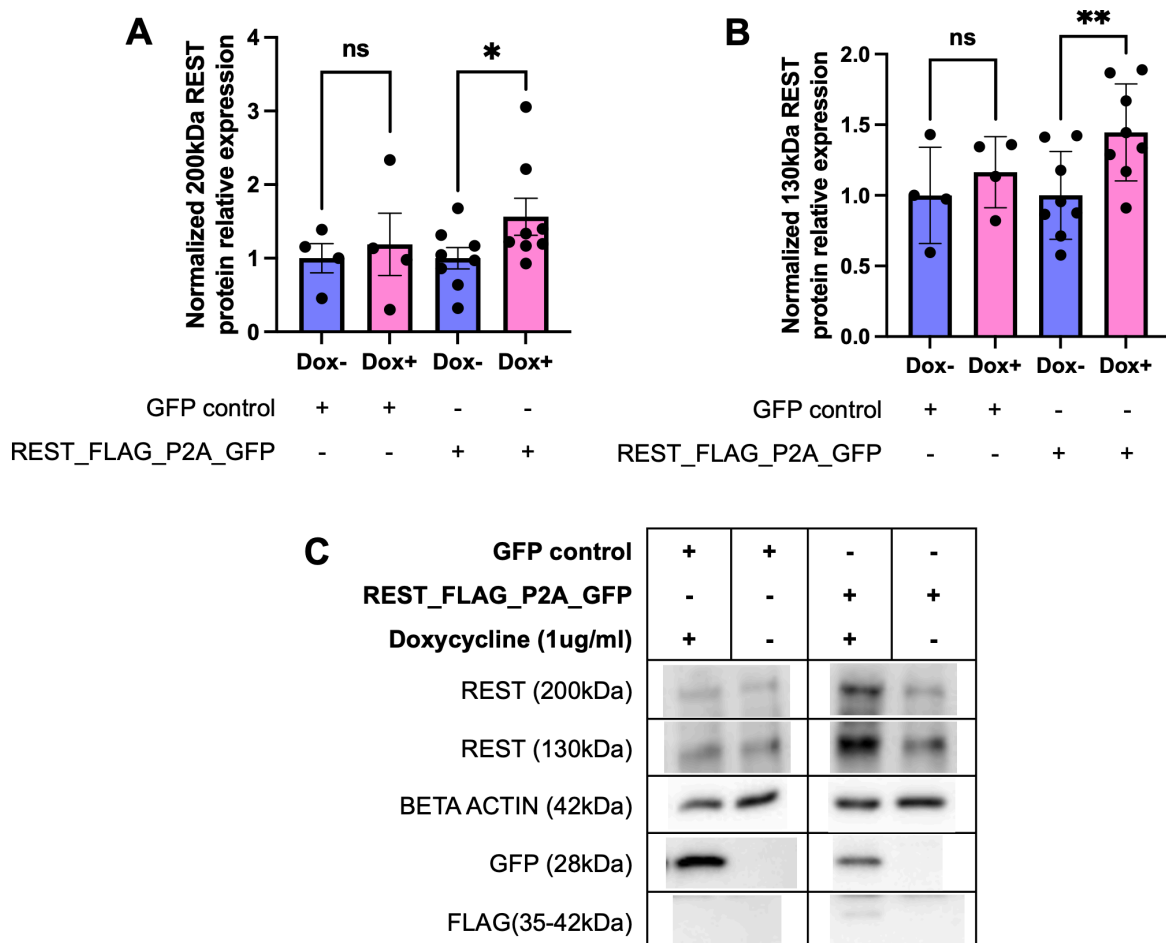 A
Normalized 200kDa REST
protein relative expression
4
3
2
1
0
ns
*
Dox- Dox+ Dox- Dox+
GFP control + + - -
REST_FLAG_P2A_GFP - - + +
B
Normalized 130kDa REST
protein relative expression
2.0
1.5
1.0
0.5
0.0
ns
**
Dox- Dox+ Dox- Dox+
GFP control + + - -
REST_FLAG_P2A_GFP - - + +
C
GFP control + + - -
REST_FLAG_P2A_GFP - - + +
Doxycycline (1ug/ml) + - + -
REST (200kDa)
REST (130kDa)
BETA ACTIN (42kDa)
GFP (28kDa)
FLAG(35-42kDa)